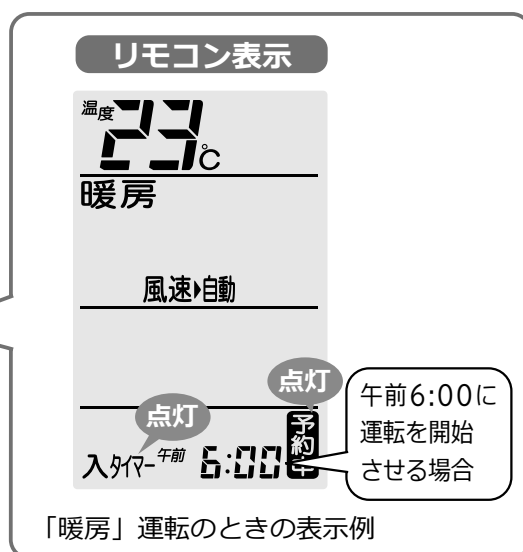 リモコン表示
温度 23℃
暖房
風速▶自動
点灯
点灯
入タイマー 午前 6:00 予約中
午前6:00に
運転を開始
させる場合
「暖房」運転のときの表示例